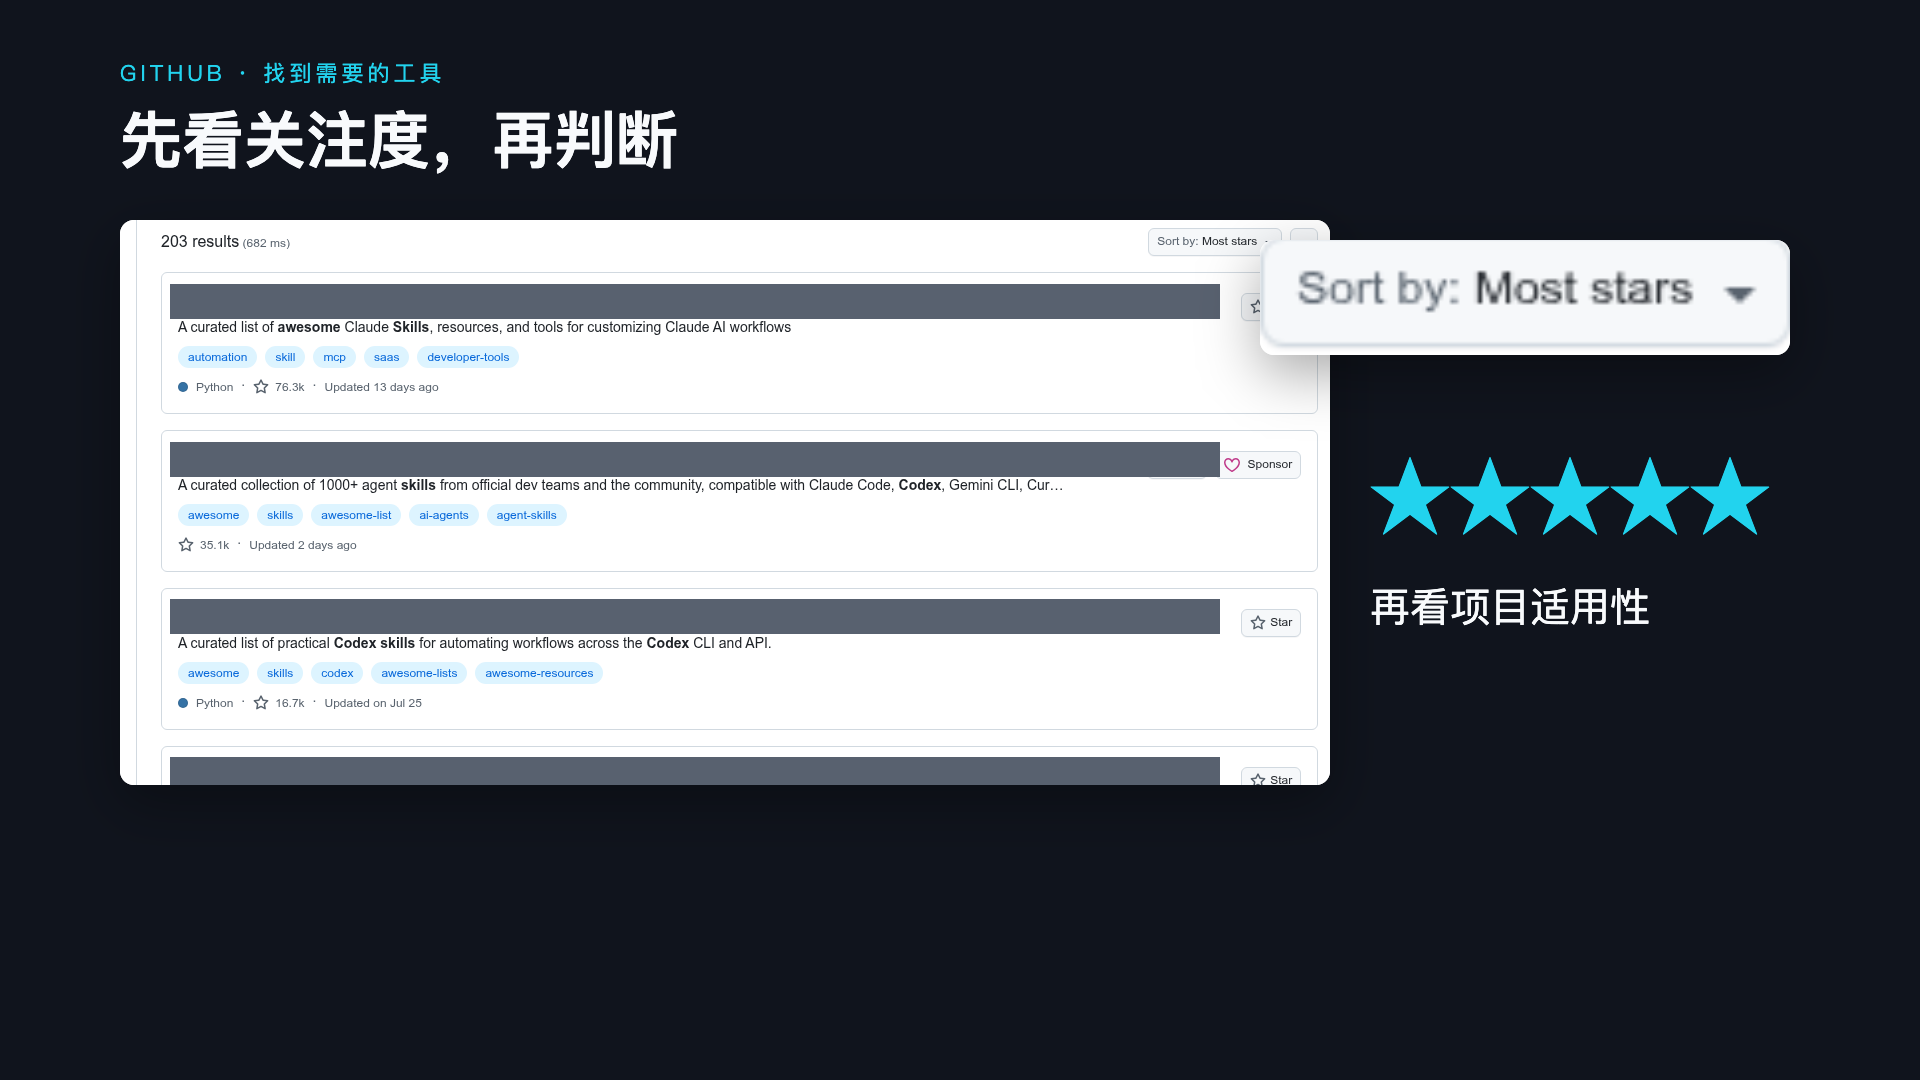 GITHUB · 找到需要的工具
先看关注度，再判断
203 results (682 ms)
Sort by: Most stars
Sort by: Most stars
A curated list of awesome Claude Skills, resources, and tools for customizing Claude AI workflows
automation skill mcp saas developer-tools
Python · 76.3k · Updated 13 days ago
Sponsor
A curated collection of 1000+ agent skills from official dev teams and the community, compatible with Claude Code, Codex, Gemini CLI, Cur…
awesome skills awesome-list ai-agents agent-skills
35.1k · Updated 2 days ago
再看项目适用性
Star
A curated list of practical Codex skills for automating workflows across the Codex CLI and API.
awesome skills codex awesome-lists awesome-resources
Python · 16.7k · Updated on Jul 25
Star